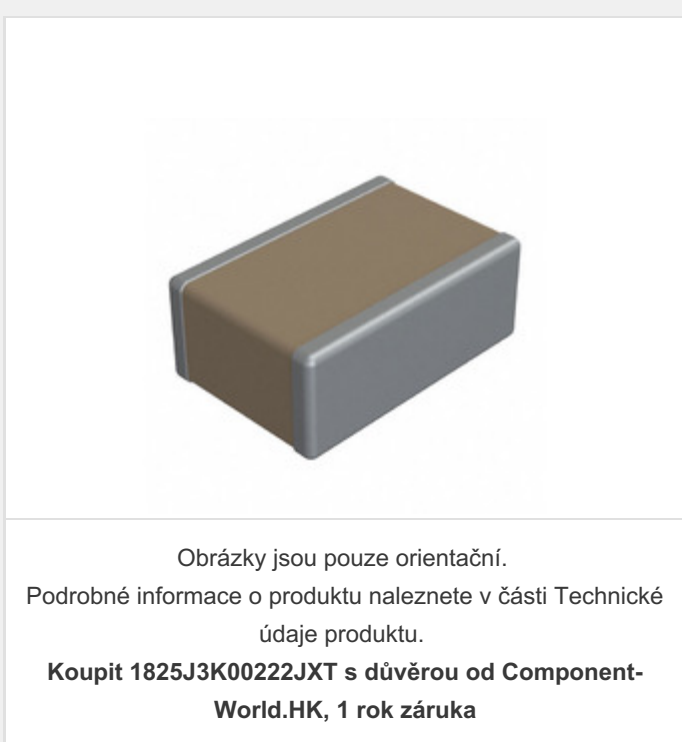 Obrázky jsou pouze orientační.
Podrobné informace o produktu naleznete v části Technické
údaje produktu.
Koupit 1825J3K00222JXT s důvěrou od Component-
World.HK, 1 rok záruka